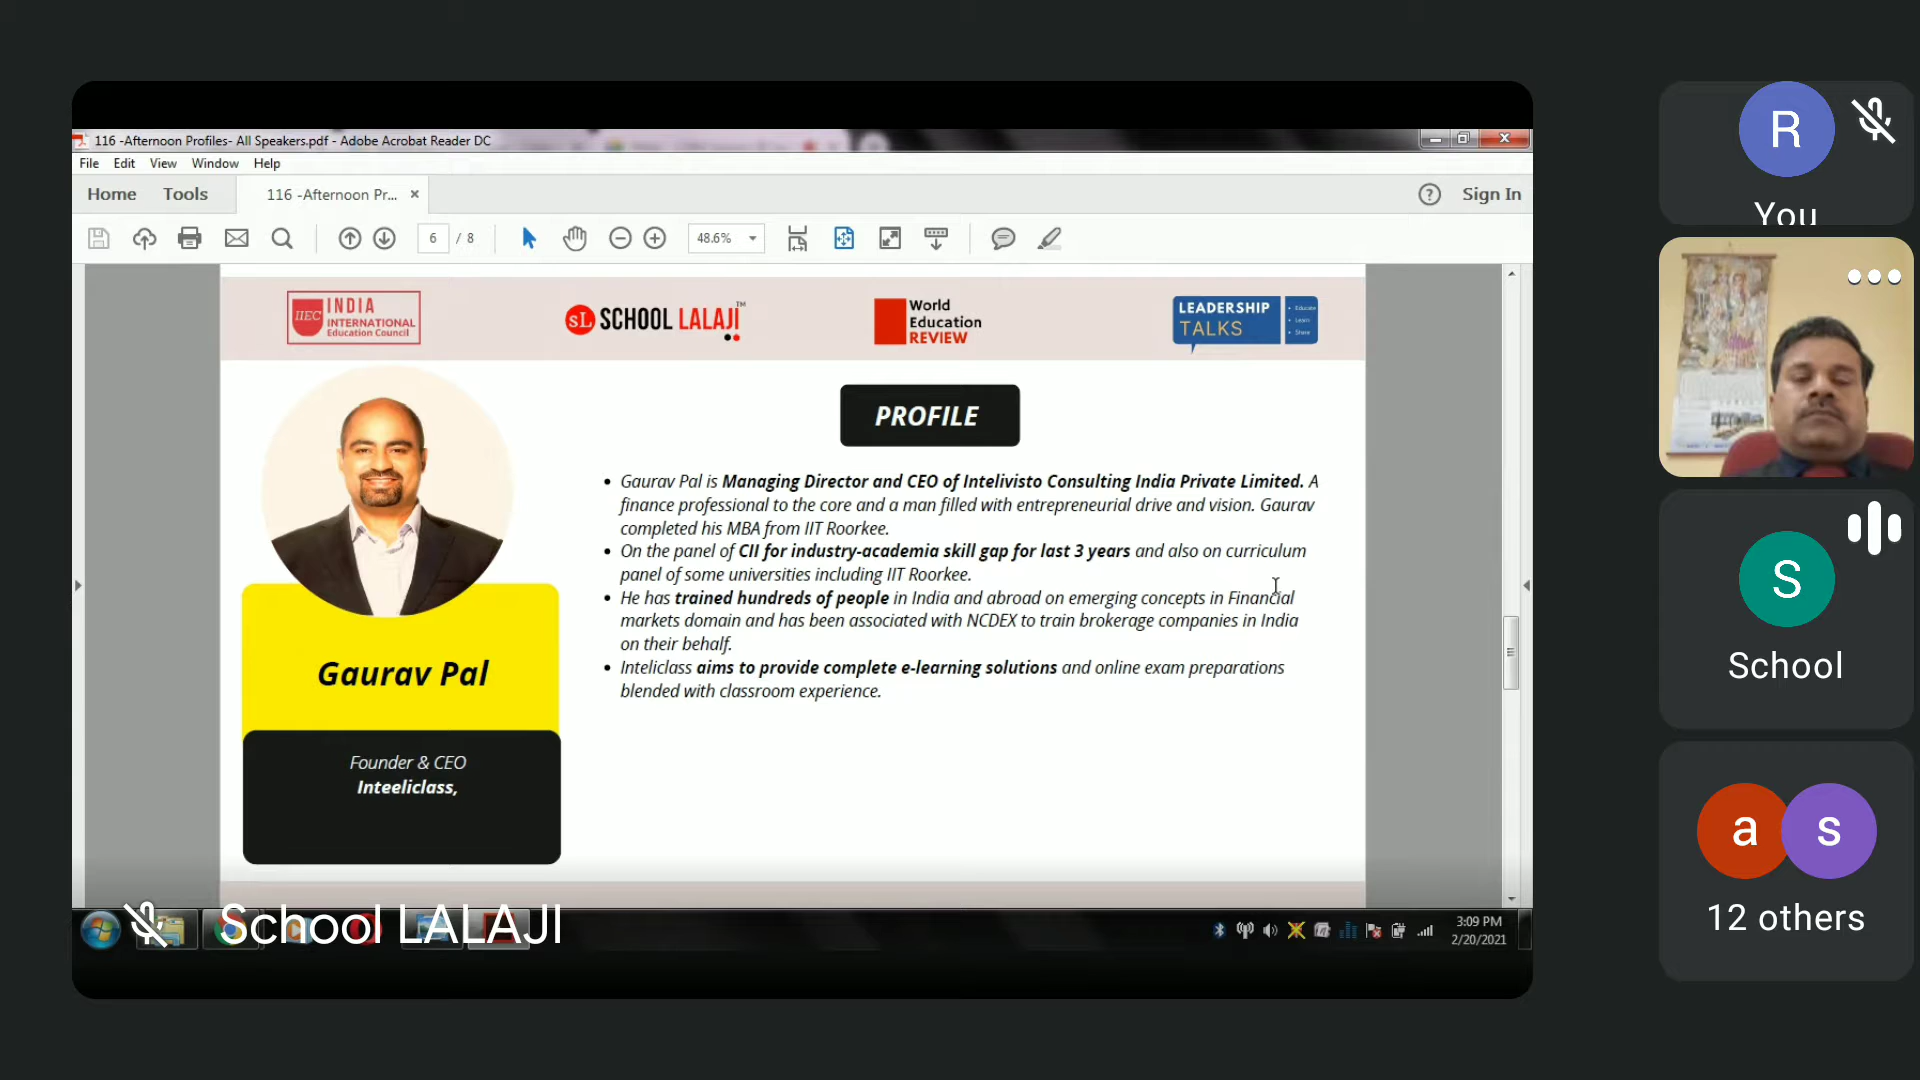 116 -Afternoon Profiles- All Speakers.pdf - Adobe Acrobat Reader DC
File Edit View Window Help
Home Tools 116 -Afternoon Pr... × Sign In
6 / 8 48.6%
IIEC INDIA INTERNATIONAL Education Council
sL SCHOOL LALAJI TM
World Education REVIEW
LEADERSHIP TALKS
• Educate
• Learn
• Share
PROFILE
• Gaurav Pal is Managing Director and CEO of Intelivisto Consulting India Private Limited. A
finance professional to the core and a man filled with entrepreneurial drive and vision. Gaurav
completed his MBA from IIT Roorkee.
• On the panel of CII for industry-academia skill gap for last 3 years and also on curriculum
panel of some universities including IIT Roorkee.
• He has trained hundreds of people in India and abroad on emerging concepts in Financial
markets domain and has been associated with NCDEX to train brokerage companies in India
on their behalf.
• Inteliclass aims to provide complete e-learning solutions and online exam preparations
blended with classroom experience.
Gaurav Pal
Founder & CEO
Inteeliclass,
School LALAJI
3:09 PM
2/20/2021
R
You
S
School
a s
12 others